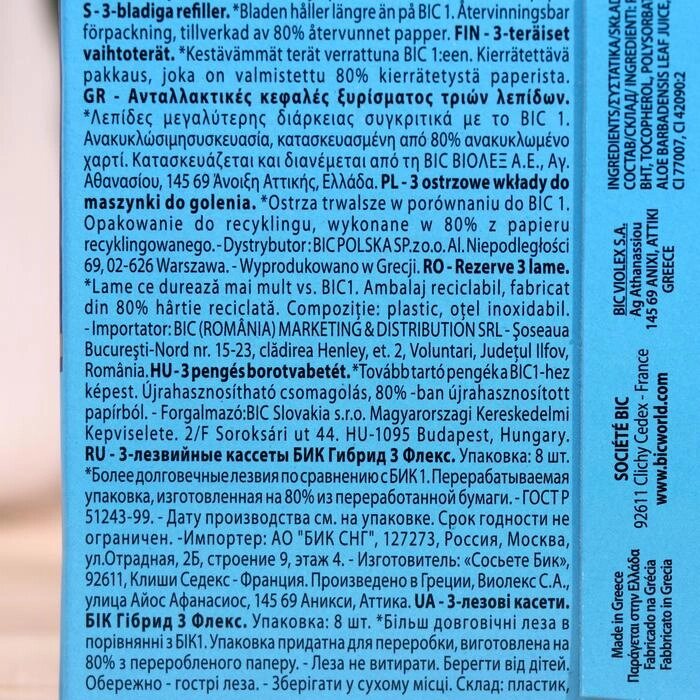 S - 3-bladiga refiller. *Bladen håller längre än på BIC 1. Återvinningsbar
förpackning, tillverkad av 80% återvunnet papper. FIN - 3-teräiset
vaihtoterät. *Kestävämmät terät verrattuna BIC 1:een. Kierrätettävä
pakkaus, joka on valmistettu 80% kierrätetystä paperista.
GR - Ανταλλακτικές κεφαλές ξυρίσματος τριών λεπίδων.
*Λεπίδες μεγαλύτερης διάρκειας συγκριτικά με το BIC 1.
Ανακυκλώσιμησυσκευασία, κατασκευασμένη από 80% ανακυκλωμένο
χαρτί. Κατασκευάζεται και διανέμεται από τη BIC ΒΙΟΛΕΞ Α.Ε., Αγ.
Αθανασίου, 145 69 Άνοιξη Αττικής, Ελλάδα. PL - 3 ostrzowe wkłady do
maszynki do golenia. *Ostrza trwalsze w porównaniu do BIC 1.
Opakowanie do recyklingu, wykonane w 80% z papieru
recyklingowanego. - Dystrybutor: BIC POLSKA SP. z o.o. Al. Niepodległości
69, 02-626 Warszawa. - Wyprodukowano w Grecji. RO - Rezerve 3 lame.
*Lame ce durează mai mult vs. BIC1. Ambalaj reciclabil, fabricat
din 80% hârtie reciclată. Compoziție: plastic, oțel inoxidabil.
- Importator: BIC (ROMÂNIA) MARKETING & DISTRIBUTION SRL - Șoseaua
București-Nord nr. 15-23, clădirea Henley, et. 2, Voluntari, Județul Ilfov,
România. HU - 3 pengés borotvabetét. *Tovább tartó pengék a BIC 1-hez
képest. Újrahasznosítható csomagolás, 80% -ban újrahasznosított
papírból. - Forgalmazó: BIC Slovakia s.r.o. Magyarorszagi Kereskedelmi
Kepviselete. 2/F Soroksári ut 44. HU-1095 Budapest, Hungary.
RU - 3-лезвийные кассеты БИК Гибрид 3 Флекс. Упаковка: 8 шт.
*Более долговечные лезвия по сравнению с БИК 1. Перерабатываемая
упаковка, изготовленная на 80% из переработанной бумаги. - ГОСТ Р
51243-99. - Дату производства см. на упаковке. Срок годности не
ограничен. -Импортер: АО "БИК СНГ", 127273, Россия, Москва,
ул.Отрадная, 2Б, строение 9, этаж 4. - Изготовитель: «Сосьете Бик»,
92611, Клиши Седекс - Франция. Произведено в Греции, Виолекс С.А.,
улица Айос Афанасиос, 145 69 Аникси, Аттика. UA - 3-лезові касети.
БІК Гібрид 3 Флекс. Упаковка: 8 шт. *Більш довговічні леза в
порівнянні з БІК1. Упаковка придатна для переробки, виготовлена на
80% з переробленого паперу. - Леза не витирати. Берегти від дітей.
Обережно - гострі леза. - Зберігати у сухому місці. Склад: пластик,
INGREDIENTS/ΣΥΣΤΑΤΙΚΑ/SKŁAD
СОСТАВ/СКЛАД/ INGREDIENTI:
BHT, TOCOPHEROL, POLYSORBAT
ALOE BARBADENSIS LEAF JUICE,
CI 77007, CI 42090:2
BIC VIOLEX S.A.
Ag Athanassiou
145 69 ANIXI, ATTIKI
GREECE
SOCIÉTÉ BIC
92611 Clichy Cedex - France
www.bicworld.com
Made in Greece
Παράγεται στην Ελλάδα
Fabricado na Grécia
Fabbricato in Grecia